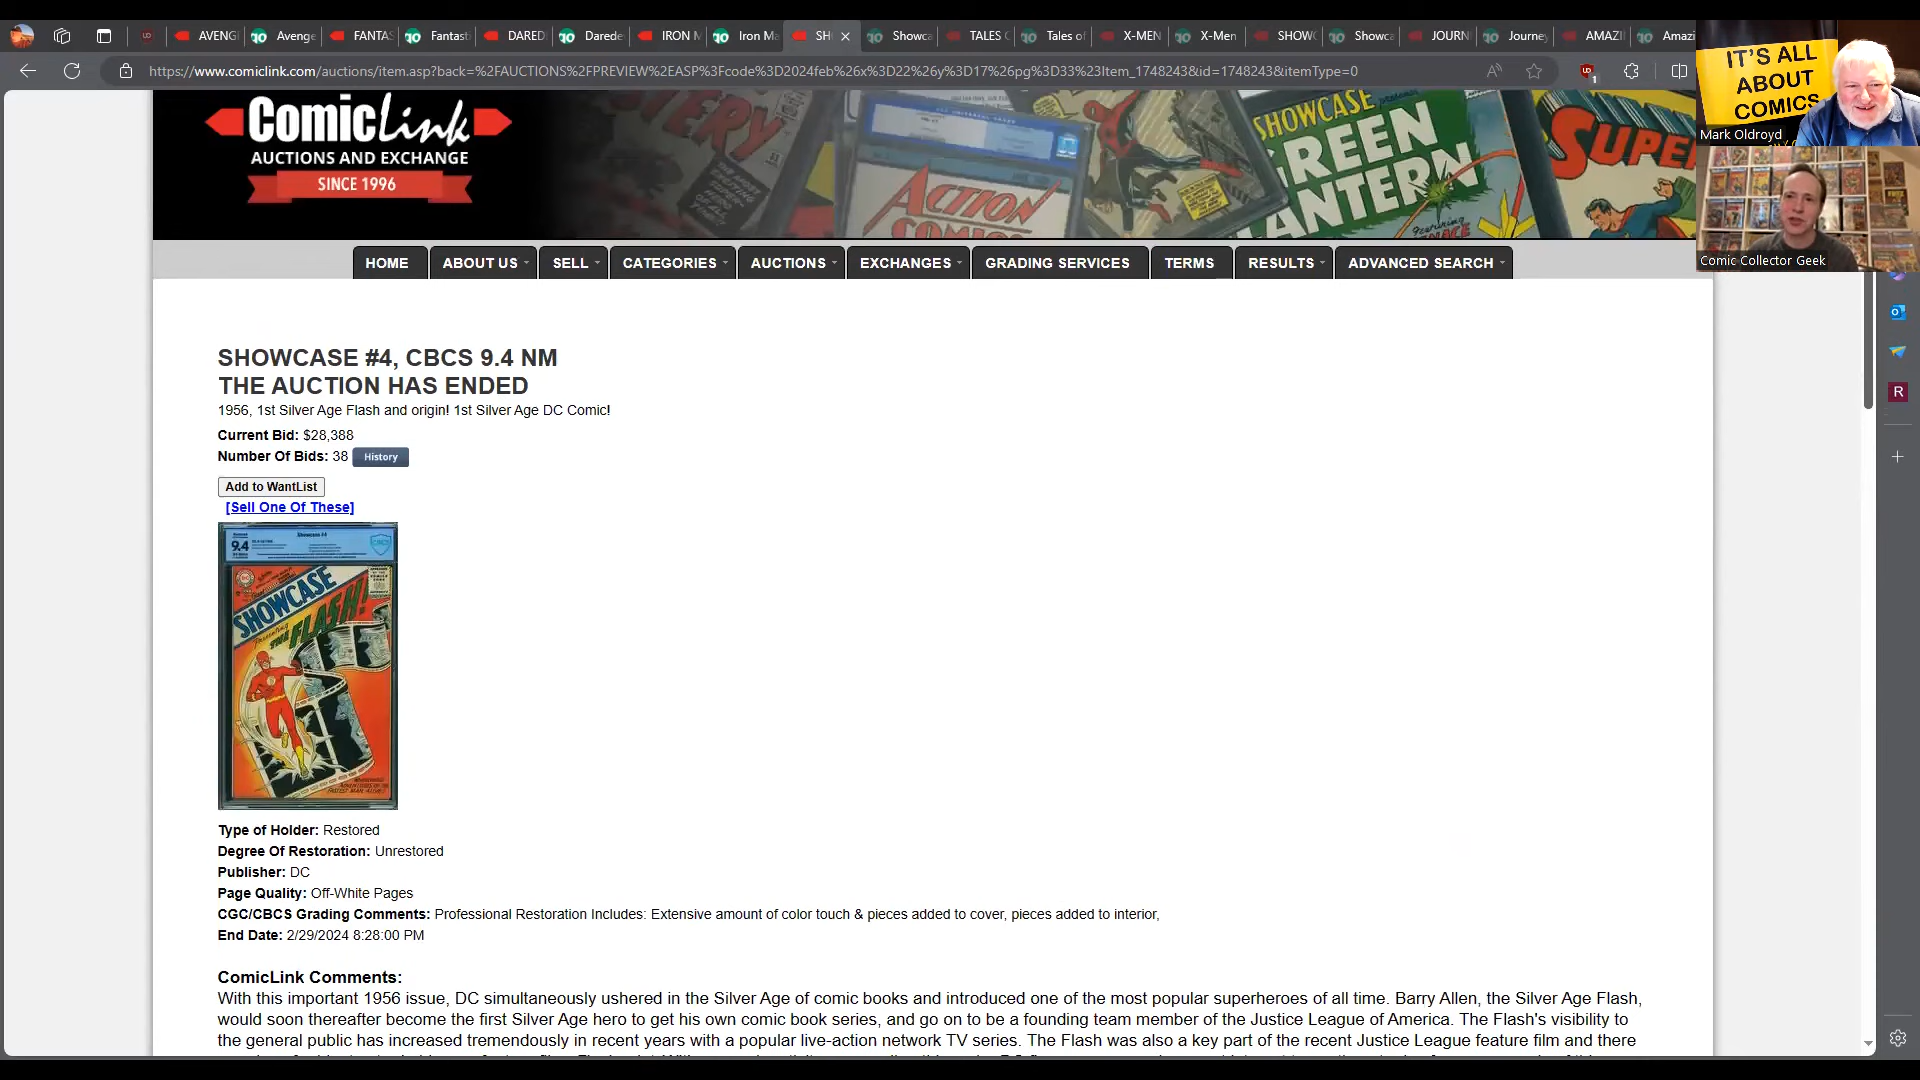 AVENG
Avenge
FANTAS
Fantast
DARED
Darede
IRON M
Iron Ma
SH
Showca
TALES C
Tales of
X-MEN
X-Men
SHOWC
Showca
JOURN
Journey
AMAZI
Amazi
https://www.comiclink.com/auctions/item.asp?back=%2FAUCTIONS%2FPREVIEW%2EASP%3Fcode%3D2024feb%26x%3D22%26y%3D17%26pg%3D33%23Item_1748243&id=1748243&itemType=0
IT'S ALL
ABOUT
COMICS
Mark Oldroyd
Comic Collector Geek
ComicLink
AUCTIONS AND EXCHANGE
SINCE 1996
ACTION
COMICS
SHOWCASE presents
GREEN
LANTERN
SUPER
HOME
ABOUT US
SELL
CATEGORIES
AUCTIONS
EXCHANGES
GRADING SERVICES
TERMS
RESULTS
ADVANCED SEARCH
SHOWCASE #4, CBCS 9.4 NM
THE AUCTION HAS ENDED
1956, 1st Silver Age Flash and origin! 1st Silver Age DC Comic!
Current Bid: $28,388
Number Of Bids: 38 History
Add to WantList
[Sell One Of These]
9.4
Showcase #4
SHOWCASE
Presenting
THE FLASH!
Type of Holder: Restored
Degree Of Restoration: Unrestored
Publisher: DC
Page Quality: Off-White Pages
CGC/CBCS Grading Comments: Professional Restoration Includes: Extensive amount of color touch & pieces added to cover, pieces added to interior,
End Date: 2/29/2024 8:28:00 PM
ComicLink Comments:
With this important 1956 issue, DC simultaneously ushered in the Silver Age of comic books and introduced one of the most popular superheroes of all time. Barry Allen, the Silver Age Flash,
would soon thereafter become the first Silver Age hero to get his own comic book series, and go on to be a founding team member of the Justice League of America. The Flash's visibility to
the general public has increased tremendously in recent years with a popular live-action network TV series. The Flash was also a key part of the recent Justice League feature film and there